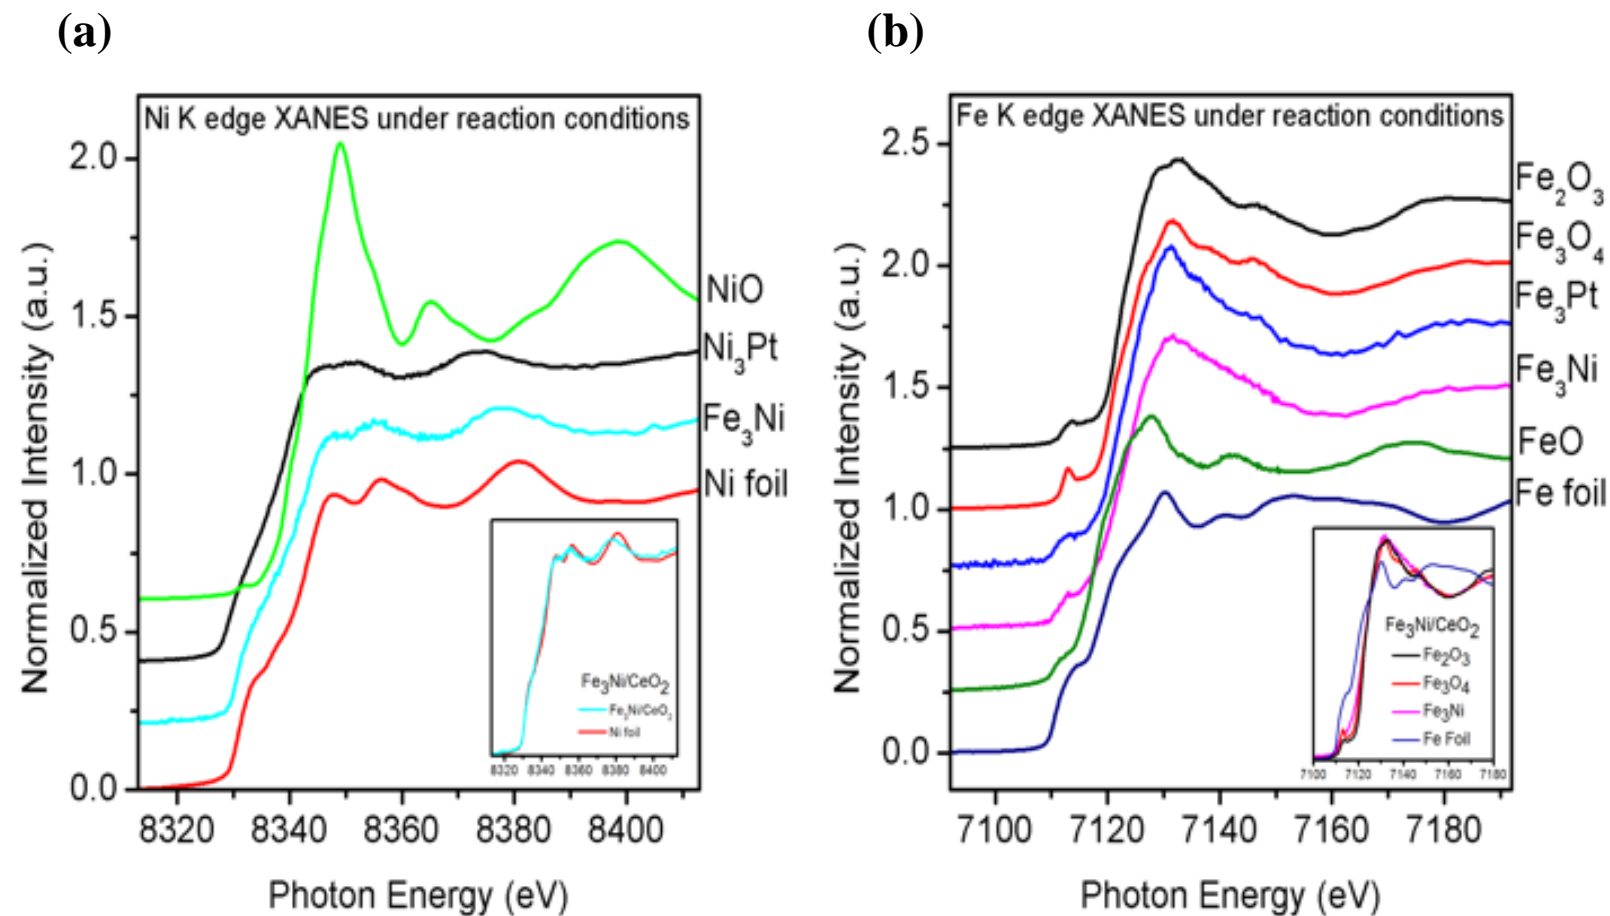 (a)
Ni K edge XANES under reaction conditions
Normalized Intensity (a.u.)
2.0
1.5
1.0
0.5
0.0
NiO
Ni3Pt
Fe3Ni
Ni foil
Fe3Ni/CeO2
Fe3Ni/CeO2
Ni foil
8320 8340 8360 8380 8400
8320 8340 8360 8380 8400
Photon Energy (eV)
(b)
Fe K edge XANES under reaction conditions
Normalized Intensity (a.u.)
2.5
2.0
1.5
1.0
0.5
0.0
Fe2O3
Fe3O4
Fe3Pt
Fe3Ni
FeO
Fe foil
Fe3Ni/CeO2
Fe2O3
Fe3O4
Fe3Ni
Fe Foil
7100 7120 7140 7160 7180
7100 7120 7140 7160 7180
Photon Energy (eV)